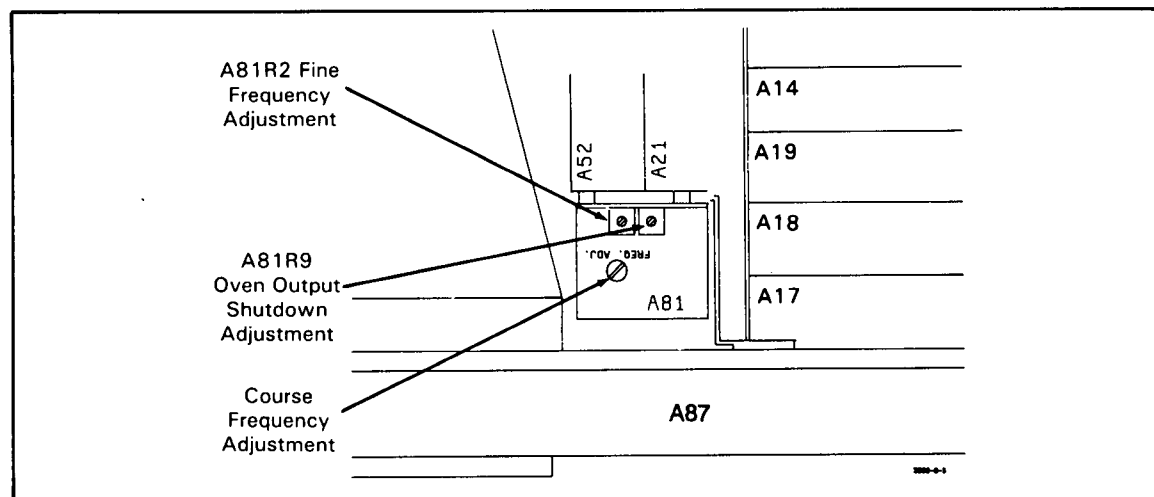 A81R2 Fine
Frequency
Adjustment
A81R9
Oven Output
Shutdown
Adjustment
Course
Frequency
Adjustment
A52
A21
FREQ. ADJ.
A81
A14
A19
A18
A17
A87